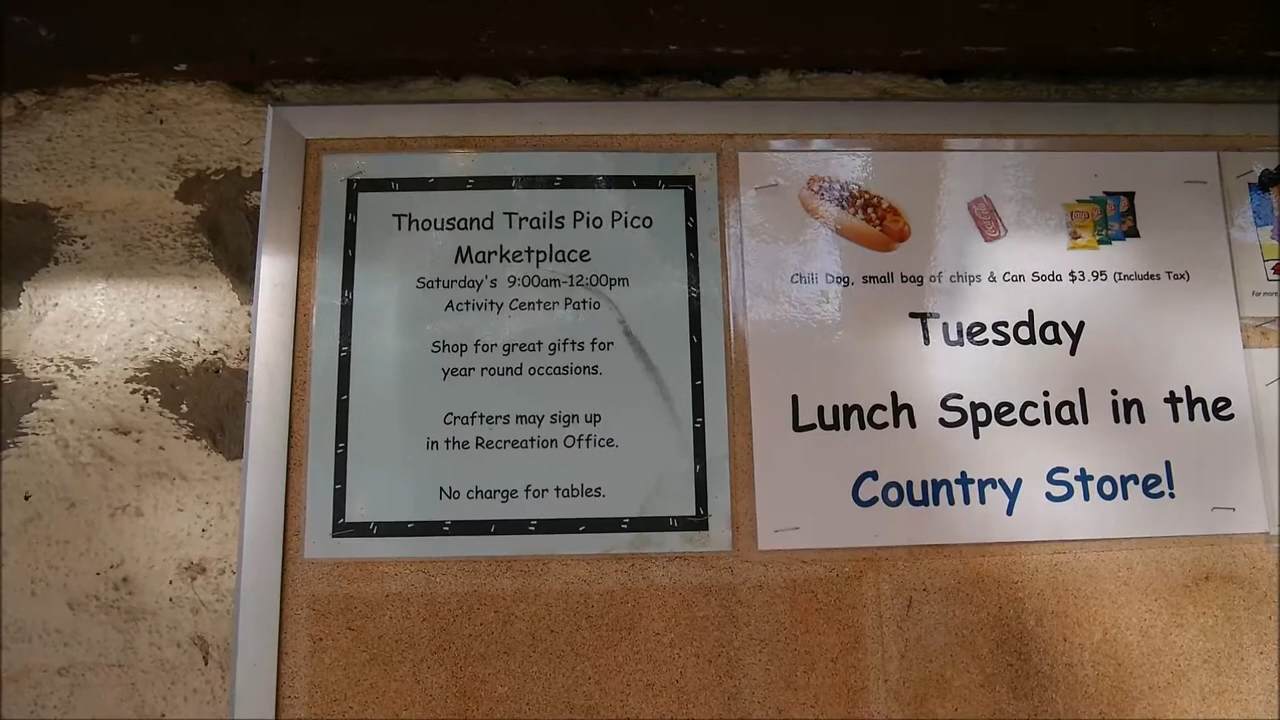 Thousand Trails Pio Pico
Marketplace
Saturday's 9:00am-12:00pm
Activity Center Patio
Shop for great gifts for
year round occasions.
Crafters may sign up
in the Recreation Office.
No charge for tables.
Chili Dog, small bag of chips & Can Soda $3.95 (Includes Tax)
Tuesday
Lunch Special in the
Country Store!
For more